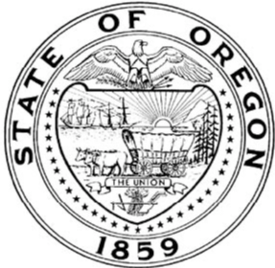 STATE OF OREGON
THE UNION
1859